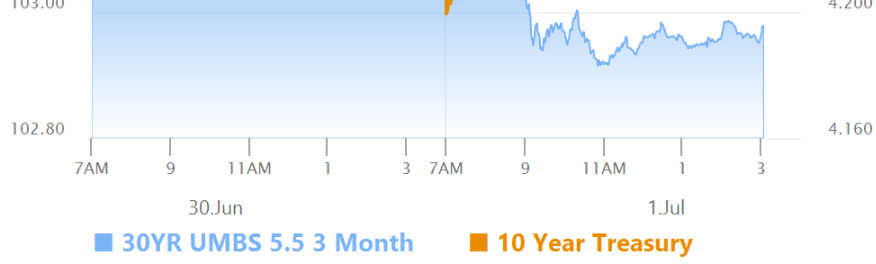 103.00 4.200
102.80 4.160
7AM 9 11AM 1 3 7AM 9 11AM 1 3
30.Jun 1.Jul
30YR UMBS 5.5 3 Month 10 Year Treasury